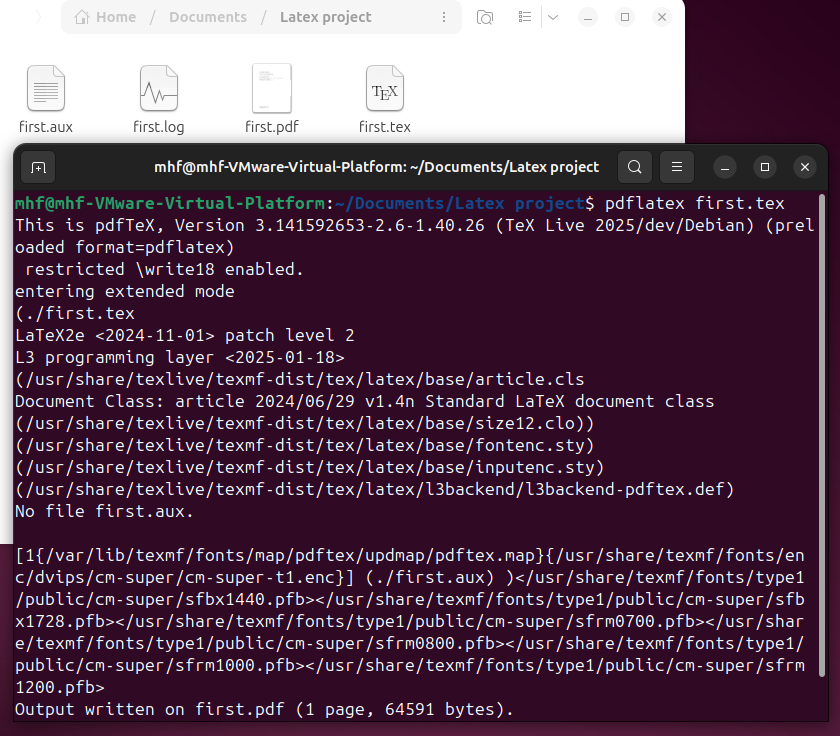 Home / Documents / Latex project
first.aux first.log first.pdf first.tex
TEX
mhf@mhf-VMware-Virtual-Platform: ~/Documents/Latex project
mhf@mhf-VMware-Virtual-Platform:~/Documents/Latex project$ pdflatex first.tex
This is pdfTeX, Version 3.141592653-2.6-1.40.26 (TeX Live 2025/dev/Debian) (prel
oaded format=pdflatex)
 restricted \write18 enabled.
entering extended mode
(./first.tex
LaTeX2e <2024-11-01> patch level 2
L3 programming layer <2025-01-18>
(/usr/share/texlive/texmf-dist/tex/latex/base/article.cls
Document Class: article 2024/06/29 v1.4n Standard LaTeX document class
(/usr/share/texlive/texmf-dist/tex/latex/base/size12.clo))
(/usr/share/texlive/texmf-dist/tex/latex/base/fontenc.sty)
(/usr/share/texlive/texmf-dist/tex/latex/base/inputenc.sty)
(/usr/share/texlive/texmf-dist/tex/latex/l3backend/l3backend-pdftex.def)
No file first.aux.
[1{/var/lib/texmf/fonts/map/pdftex/updmap/pdftex.map}{/usr/share/texmf/fonts/en
c/dvips/cm-super/cm-super-t1.enc}] (./first.aux) )</usr/share/texmf/fonts/type1
/public/cm-super/sfbx1440.pfb></usr/share/texmf/fonts/type1/public/cm-super/sfb
x1728.pfb></usr/share/texmf/fonts/type1/public/cm-super/sfrm0700.pfb></usr/shar
e/texmf/fonts/type1/public/cm-super/sfrm0800.pfb></usr/share/texmf/fonts/type1/
public/cm-super/sfrm1000.pfb></usr/share/texmf/fonts/type1/public/cm-super/sfrm
1200.pfb>
Output written on first.pdf (1 page, 64591 bytes).